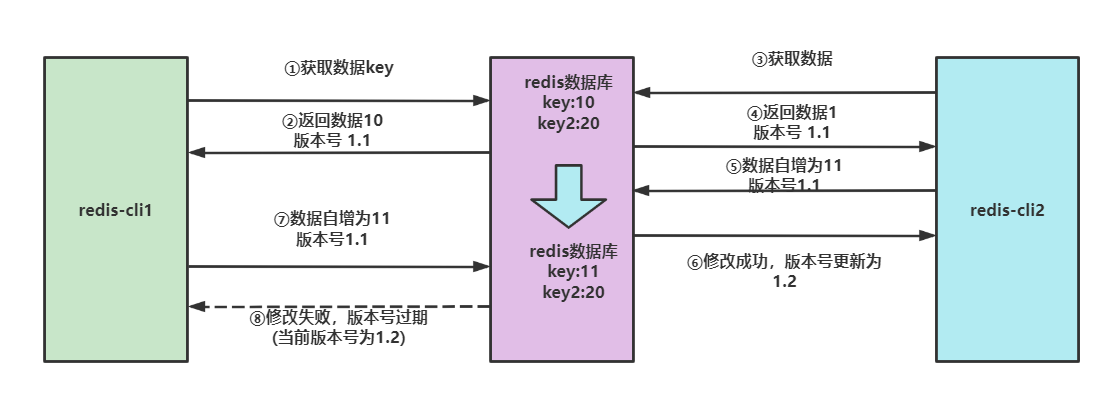 ①获取数据key
②返回数据10
版本号 1.1
redis-cli1
⑦数据自增为11
版本号1.1
⑧修改失败，版本号过期
(当前版本号为1.2)
redis数据库
key:10
key2:20
redis数据库
key:11
key2:20
③获取数据
④返回数据1
版本号 1.1
⑤数据自增为11
版本号1.1
redis-cli2
⑥修改成功，版本号更新为
1.2